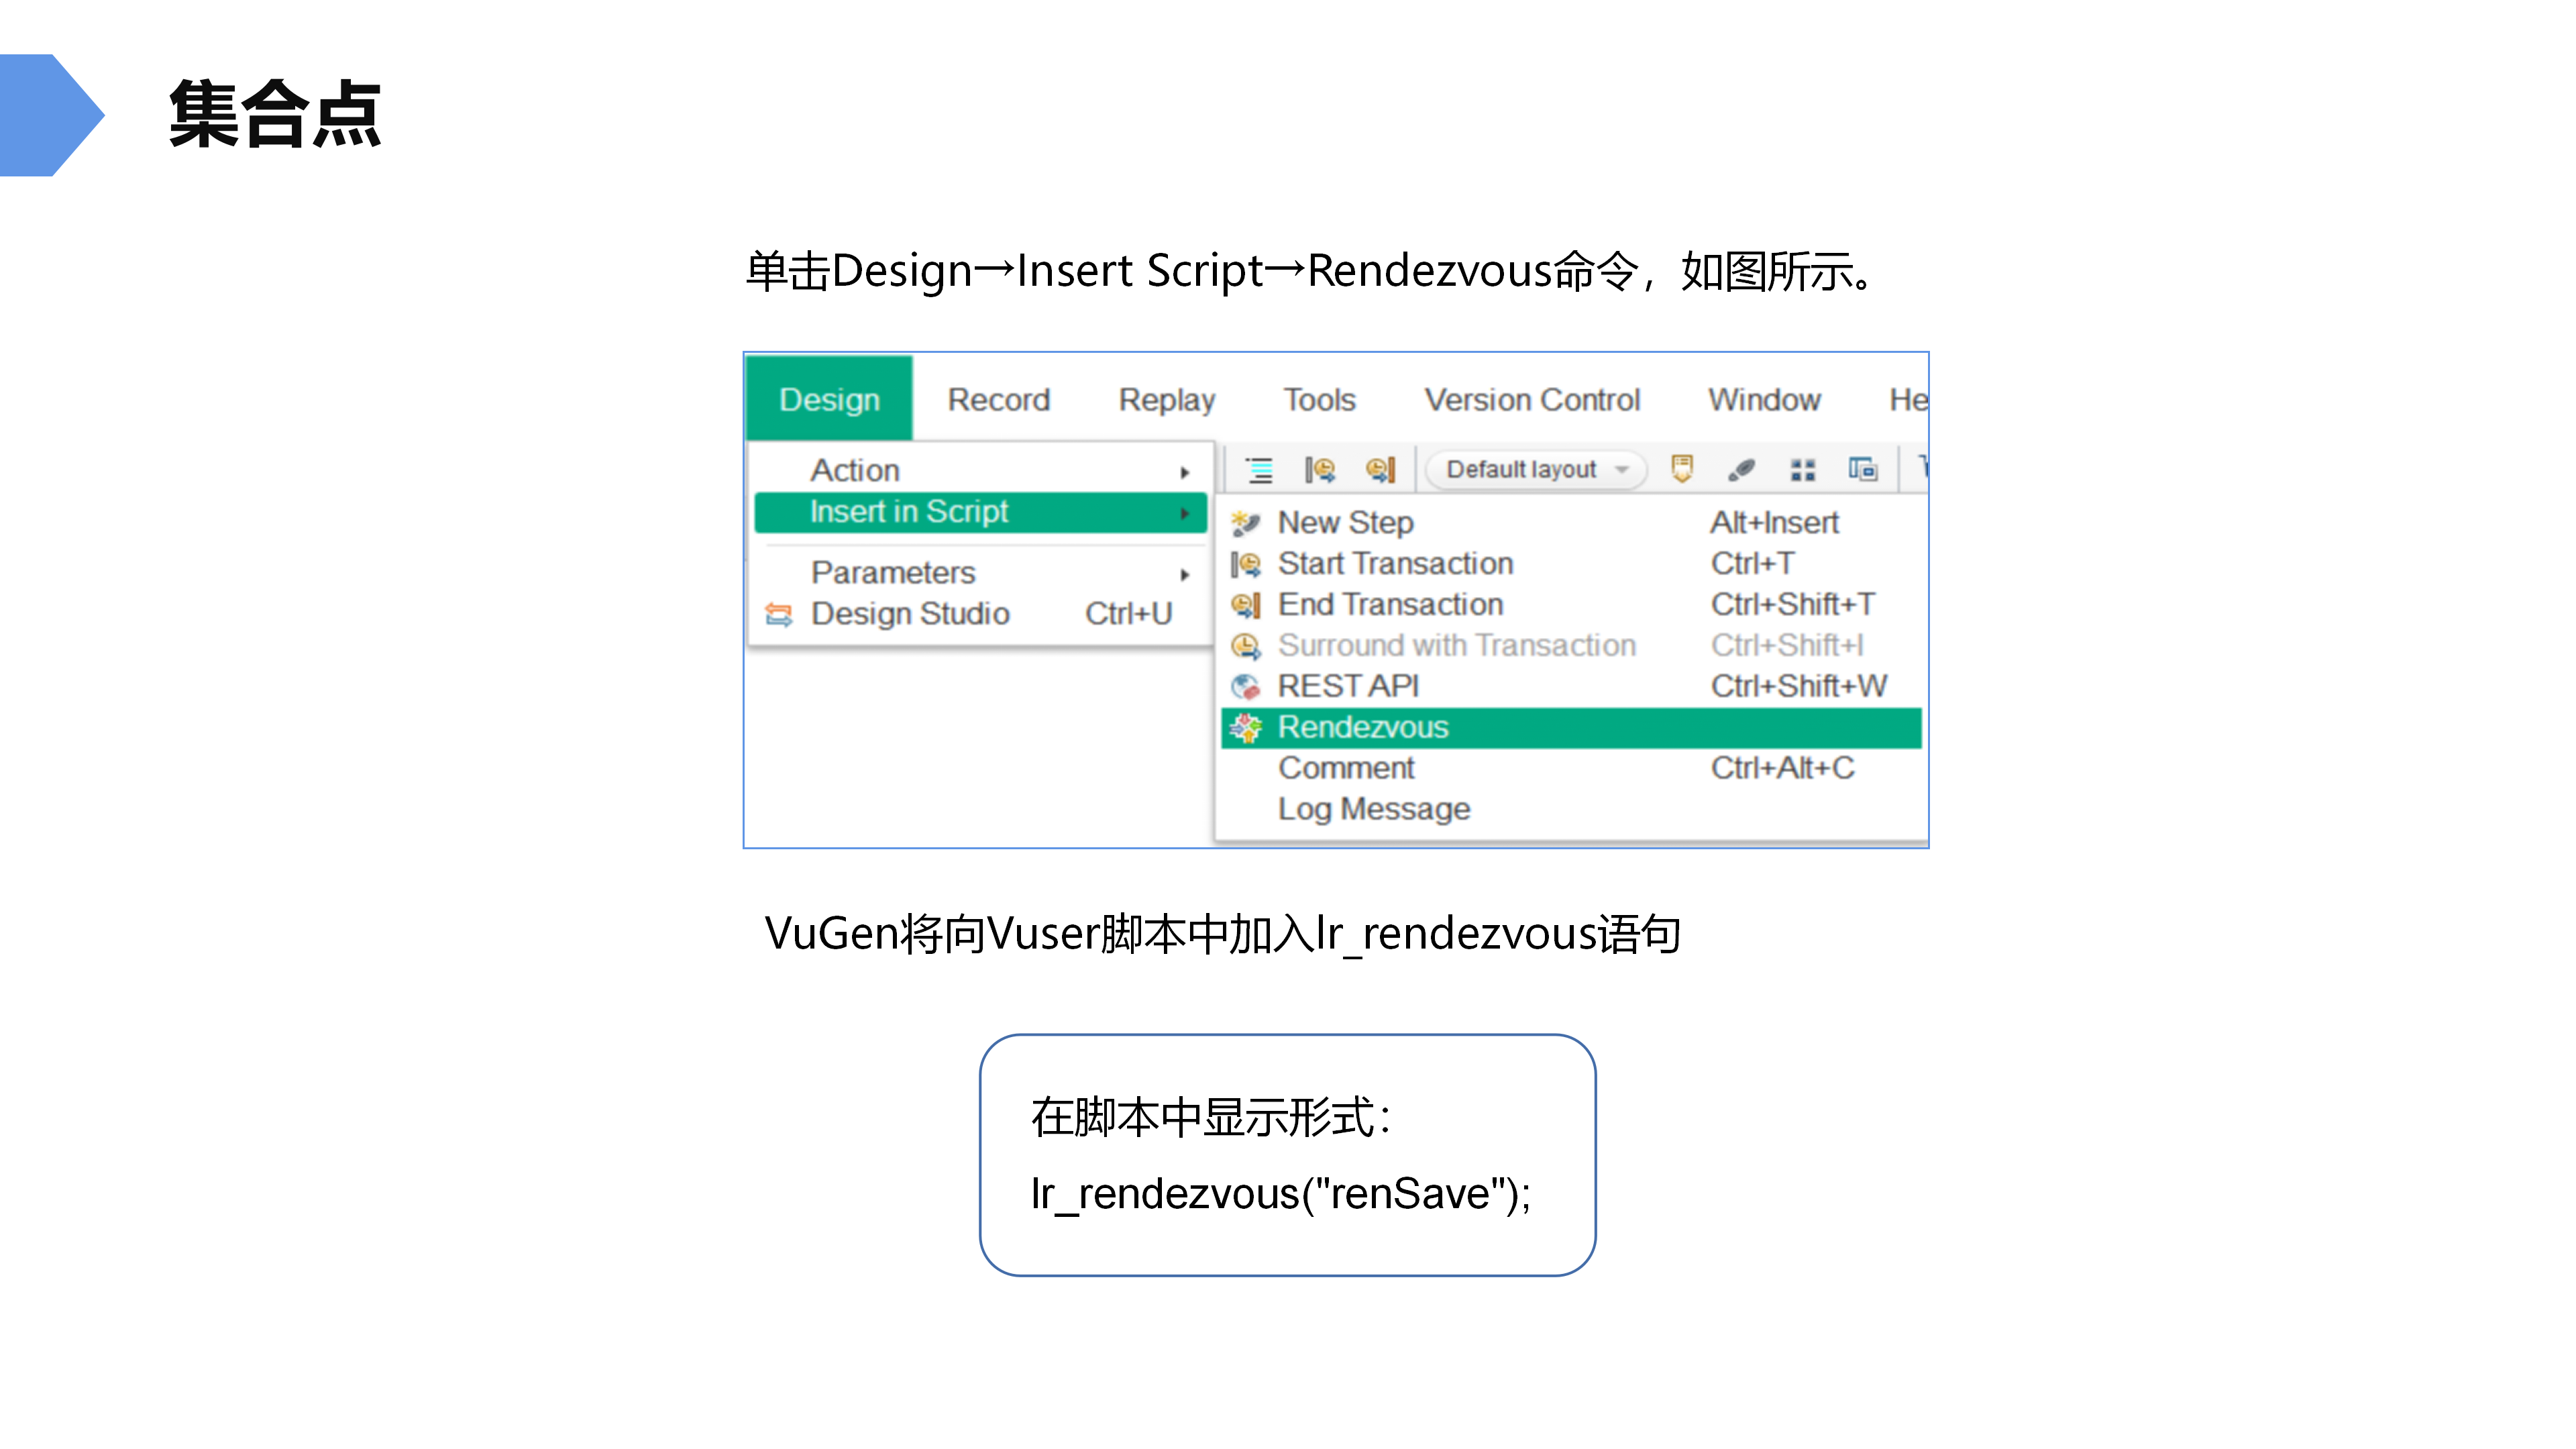 集合点
单击Design→Insert Script→Rendezvous命令，如图所示。
Design Record Replay Tools Version Control Window He
Action
Default layout
Insert in Script
New Step Alt+Insert
Start Transaction Ctrl+T
Parameters
End Transaction Ctrl+Shift+T
Design Studio Ctrl+U
Surround with Transaction Ctrl+Shift+I
REST API Ctrl+Shift+W
Rendezvous
Comment Ctrl+Alt+C
Log Message
VuGen将向Vuser脚本中加入lr_rendezvous语句
在脚本中显示形式：
lr_rendezvous("renSave");